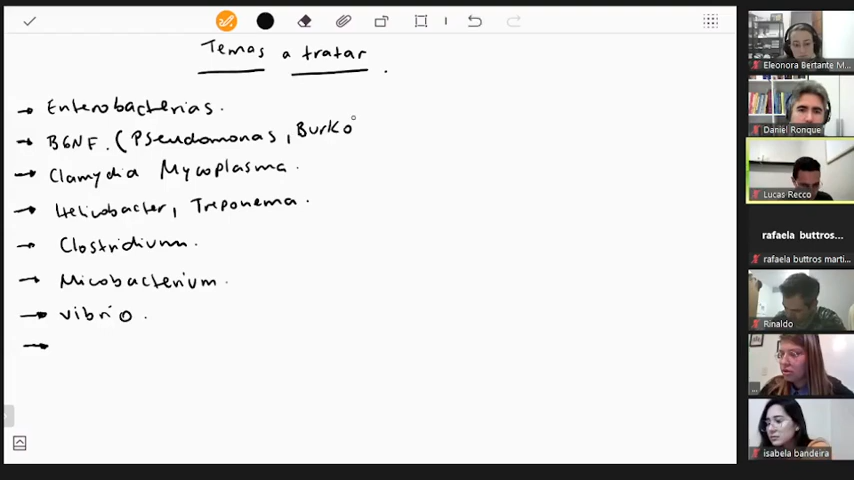 Temas a tratar.
→ Enterobacterias.
→ BGNF. (Pseudomonas, Burko
→ Clamydia Mycoplasma.
→ Helicobacter, Treponema.
→ Clostridium.
→ Micobacterium.
→ vibrio.
→
Eleonora Bertante M...
Daniel Ronque
Lucas Recco
rafaela buttros...
rafaela buttros marti...
Rinaldo
...
isabela bandeira